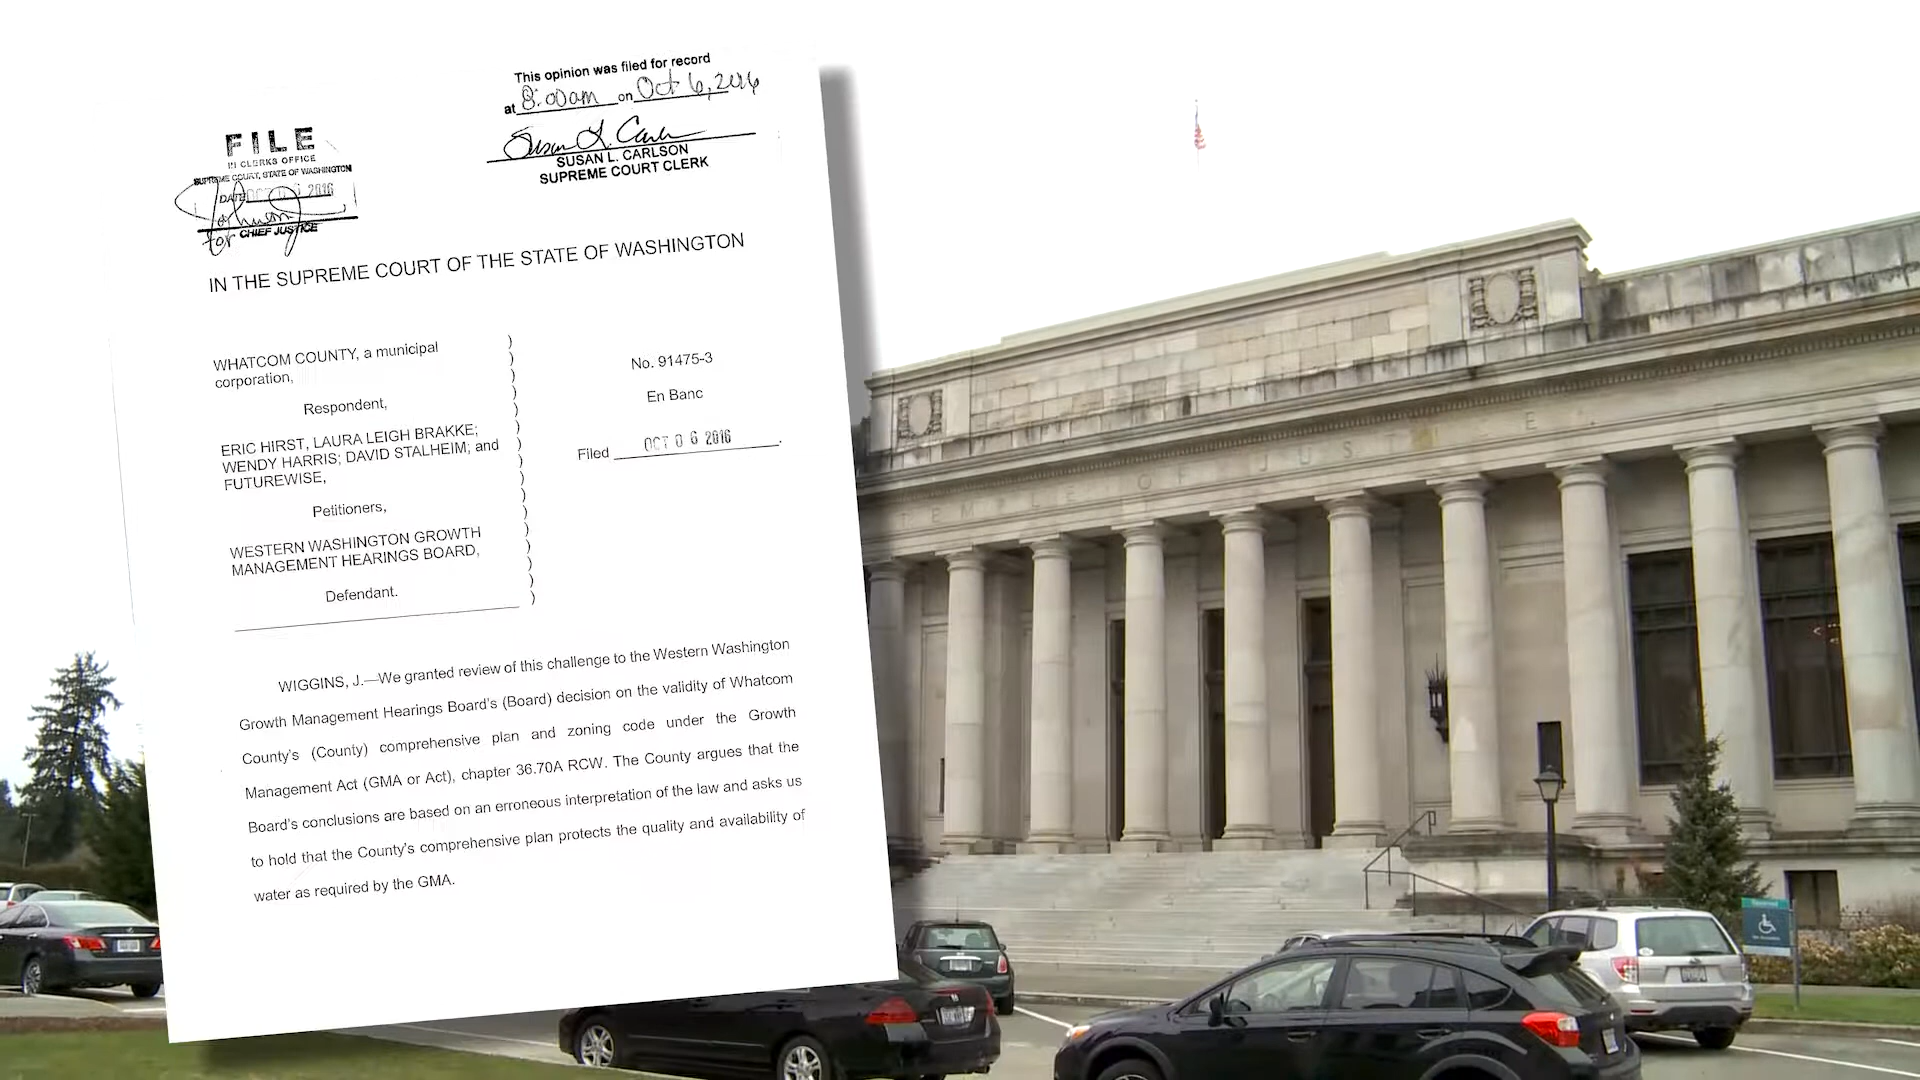 This opinion was filed for record
at 8:00am on Oct 6, 2016
SUSAN L. CARLSON
SUPREME COURT CLERK
FILE
IN CLERKS OFFICE
SUPREME COURT, STATE OF WASHINGTON
DATE OCT 0 6 2016
for CHIEF JUSTICE
IN THE SUPREME COURT OF THE STATE OF WASHINGTON
WHATCOM COUNTY, a municipal
corporation,
Respondent,
ERIC HIRST, LAURA LEIGH BRAKKE;
WENDY HARRIS; DAVID STALHEIM; and
FUTUREWISE,
Petitioners,
WESTERN WASHINGTON GROWTH
MANAGEMENT HEARINGS BOARD,
Defendant.
No. 91475-3
En Banc
Filed OCT 0 6 2016.
WIGGINS, J.—We granted review of this challenge to the Western Washington
Growth Management Hearings Board's (Board) decision on the validity of Whatcom
County's (County) comprehensive plan and zoning code under the Growth
Management Act (GMA or Act), chapter 36.70A RCW. The County argues that the
Board's conclusions are based on an erroneous interpretation of the law and asks us
to hold that the County's comprehensive plan protects the quality and availability of
water as required by the GMA.
TEMPLE OF JUSTICE